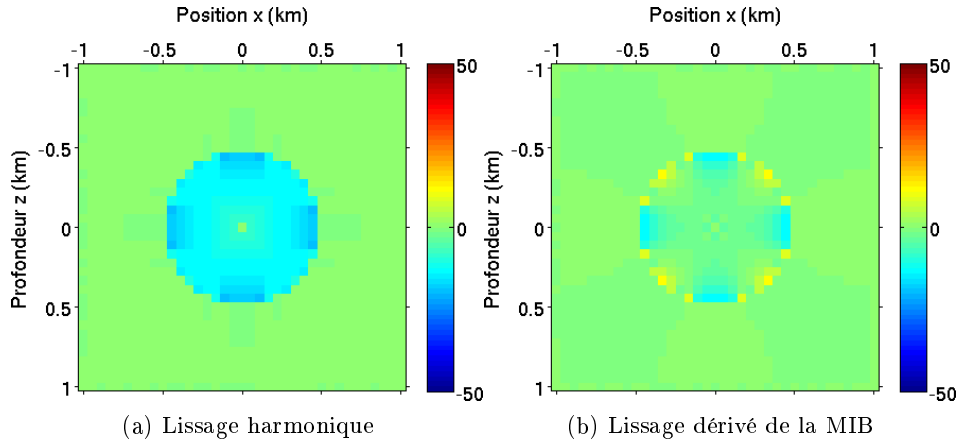 Position x (km)
-1 -0.5 0 0.5 1
Profondeur z (km)
-1
-0.5
0
0.5
1
50
0
-50
(a) Lissage harmonique
Position x (km)
-1 -0.5 0 0.5 1
Profondeur z (km)
-1
-0.5
0
0.5
1
50
0
-50
(b) Lissage dérivé de la MIB